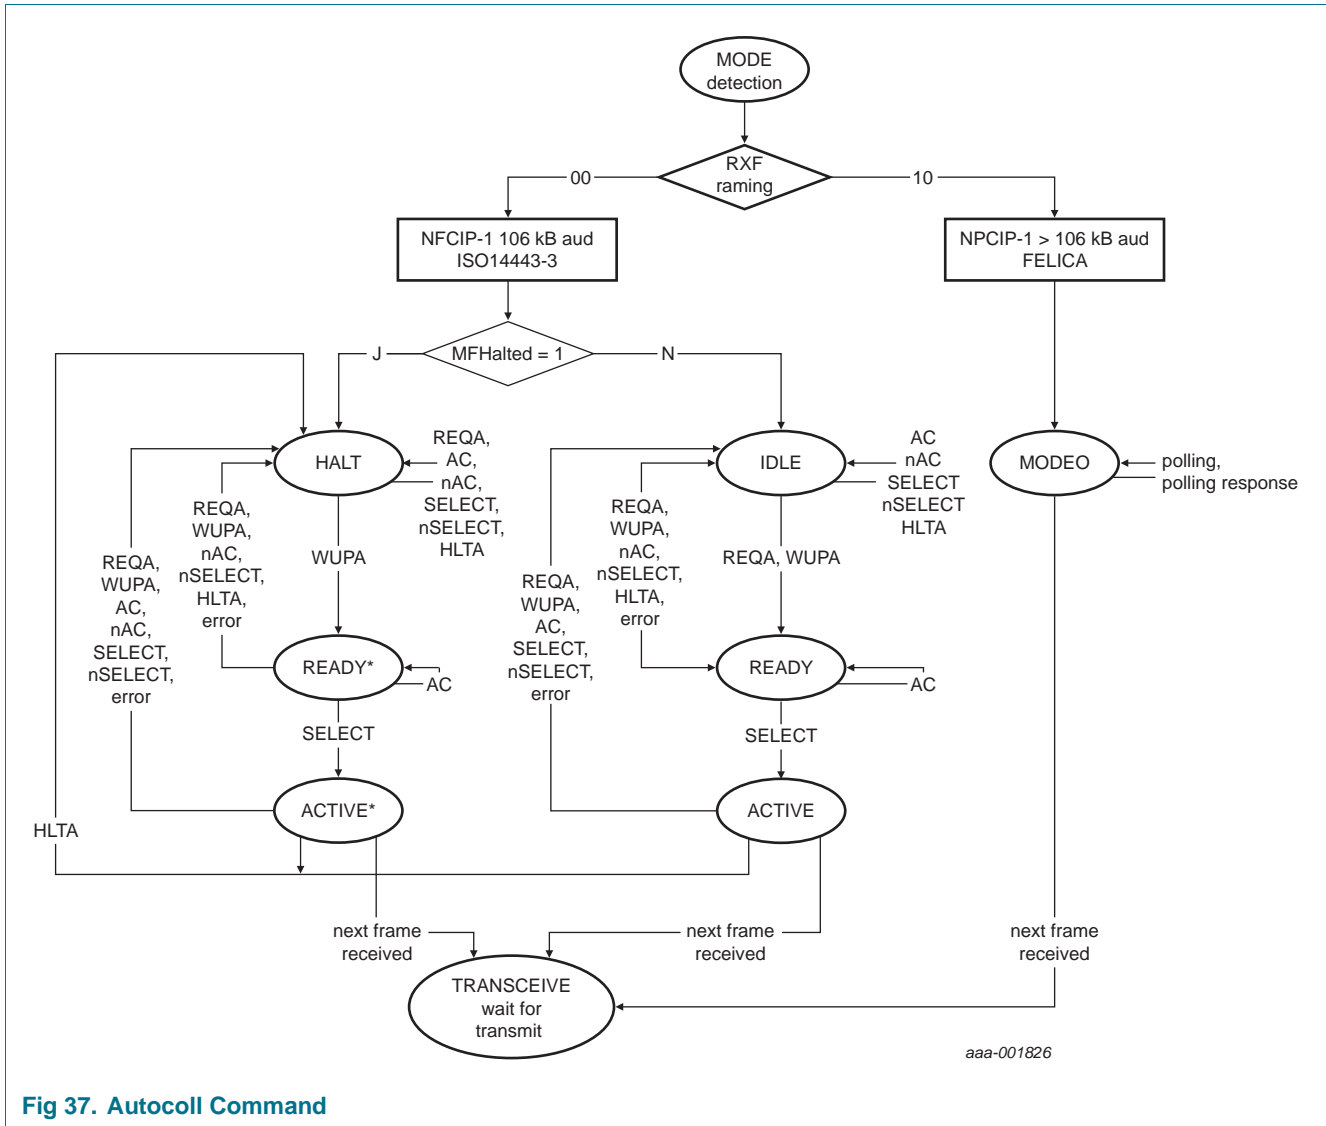 MODE
detection
RXF
raming
00
10
NFCIP-1 106 kB aud
ISO14443-3
NPCIP-1 > 106 kB aud
FELICA
J
MFHalted = 1
N
HALT
REQA,
AC,
nAC,
SELECT,
nSELECT,
HLTA
IDLE
AC
nAC
SELECT
nSELECT
HLTA
MODEO
polling,
polling response
REQA,
WUPA,
AC,
nAC,
SELECT,
nSELECT,
error
REQA,
WUPA,
nAC,
nSELECT,
HLTA,
error
WUPA
REQA,
WUPA,
AC,
SELECT,
nSELECT,
error
REQA,
WUPA,
nAC,
nSELECT,
HLTA,
error
REQA, WUPA
READY*
AC
READY
AC
SELECT
SELECT
ACTIVE*
ACTIVE
HLTA
next frame
received
next frame
received
next frame
received
TRANSCEIVE
wait for
transmit
aaa-001826
Fig 37. Autocoll Command